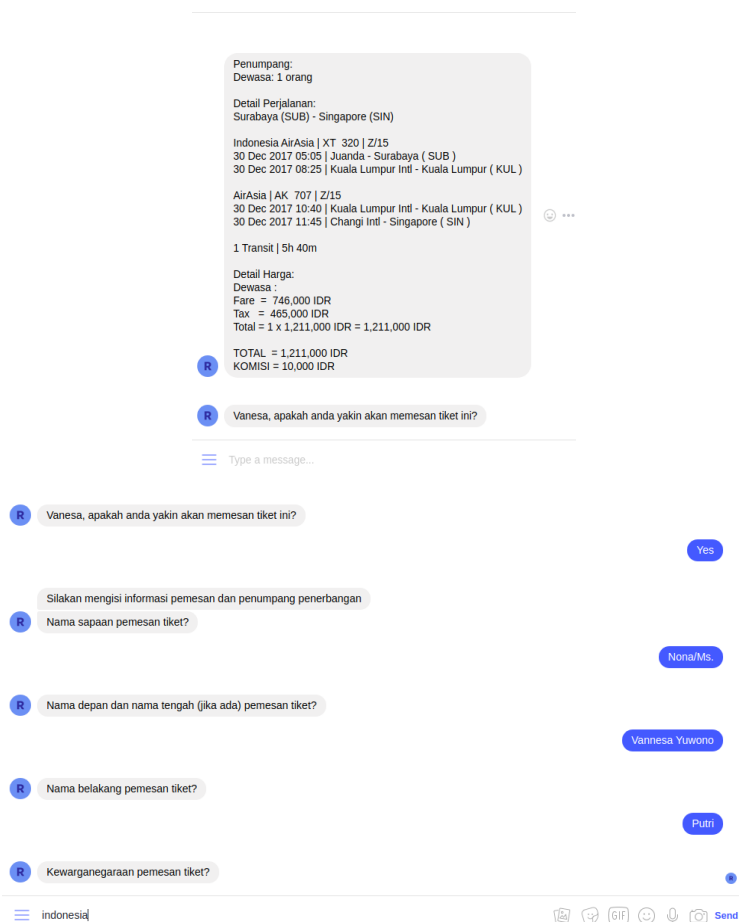 Penumpang:
Dewasa: 1 orang
Detail Perjalanan:
Surabaya (SUB) - Singapore (SIN)
Indonesia AirAsia | XT 320 | Z/15
30 Dec 2017 05:05 | Juanda - Surabaya ( SUB )
30 Dec 2017 08:25 | Kuala Lumpur Intl - Kuala Lumpur ( KUL )
AirAsia | AK 707 | Z/15
30 Dec 2017 10:40 | Kuala Lumpur Intl - Kuala Lumpur ( KUL )
30 Dec 2017 11:45 | Changi Intl - Singapore ( SIN )
1 Transit | 5h 40m
Detail Harga:
Dewasa :
Fare = 746,000 IDR
Tax = 465,000 IDR
Total = 1 x 1,211,000 IDR = 1,211,000 IDR
TOTAL = 1,211,000 IDR
R KOMISI = 10,000 IDR
R Vanesa, apakah anda yakin akan memesan tiket ini?
Type a message...
R Vanesa, apakah anda yakin akan memesan tiket ini?
Yes
Silakan mengisi informasi pemesan dan penumpang penerbangan
R Nama sapaan pemesan tiket?
Nona/Ms.
R Nama depan dan nama tengah (jika ada) pemesan tiket?
Vannesa Yuwono
R Nama belakang pemesan tiket?
Putri
R Kewarganegaraan pemesan tiket?
indonesia GIF Send